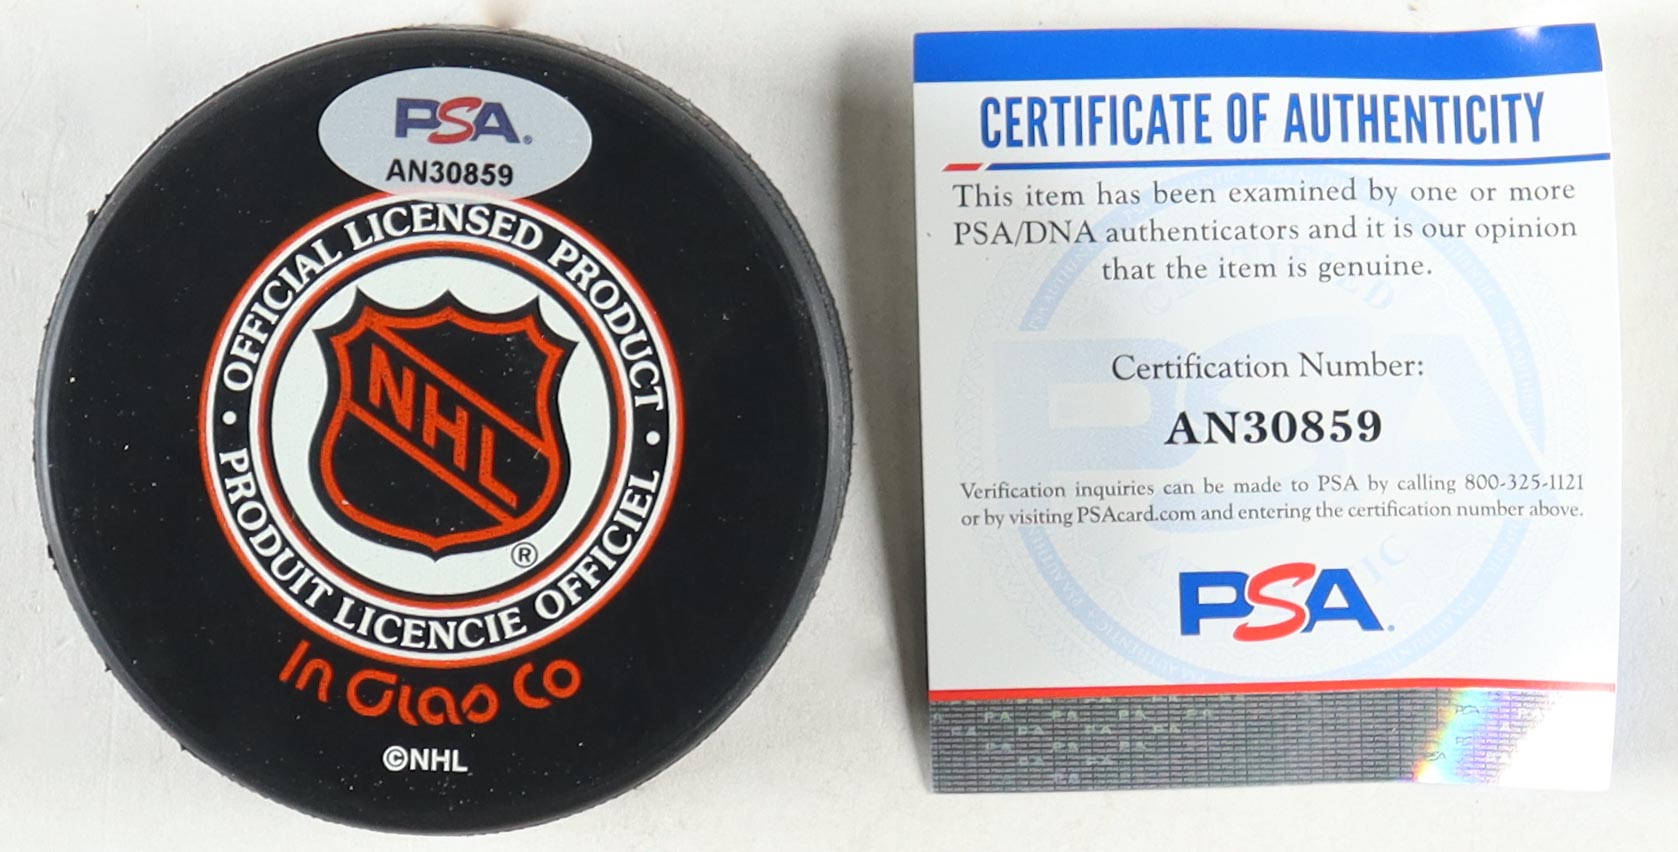 PSA.
AN30859
OFFICIAL LICENSED PRODUCT
• PRODUIT LICENCIE OFFICIEL •
NHL
®
In Glas Co
©NHL
CERTIFICATE OF AUTHENTICITY
This item has been examined by one or more
PSA/DNA authenticators and it is our opinion
that the item is genuine.
Certification Number:
AN30859
Verification inquiries can be made to PSA by calling 800-325-1121
or by visiting PSAcard.com and entering the certification number above.
PSA.